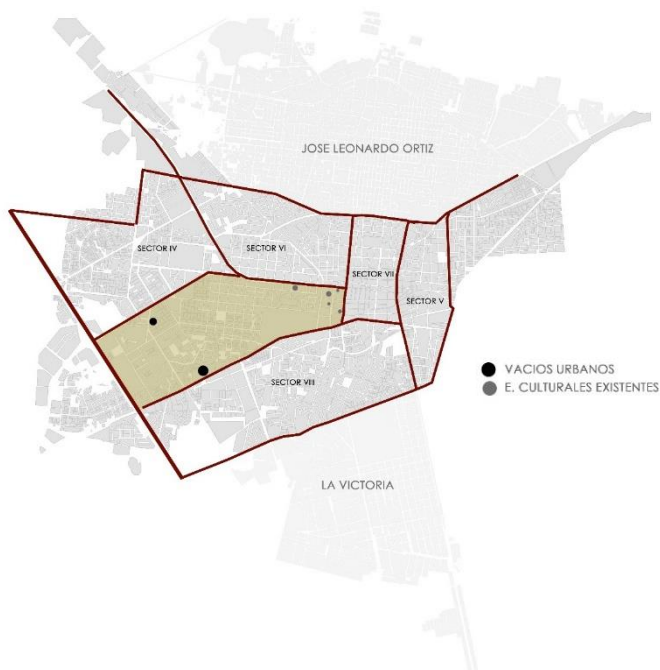 JOSE LEONARDO ORTIZ
SECTOR IV
SECTOR VI
SECTOR VII
SECTOR V
VACIOS URBANOS
E. CULTURALES EXISTENTES
SECTOR VIII
LA VICTORIA